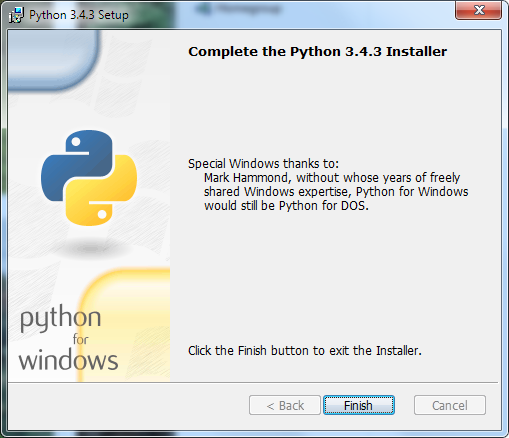 Homegroup
Python 3.4.3 Setup
Complete the Python 3.4.3 Installer
Special Windows thanks to:
Mark Hammond, without whose years of freely
shared Windows expertise, Python for Windows
would still be Python for DOS.
python
for
windows
Click the Finish button to exit the Installer.
< Back
Finish
Cancel